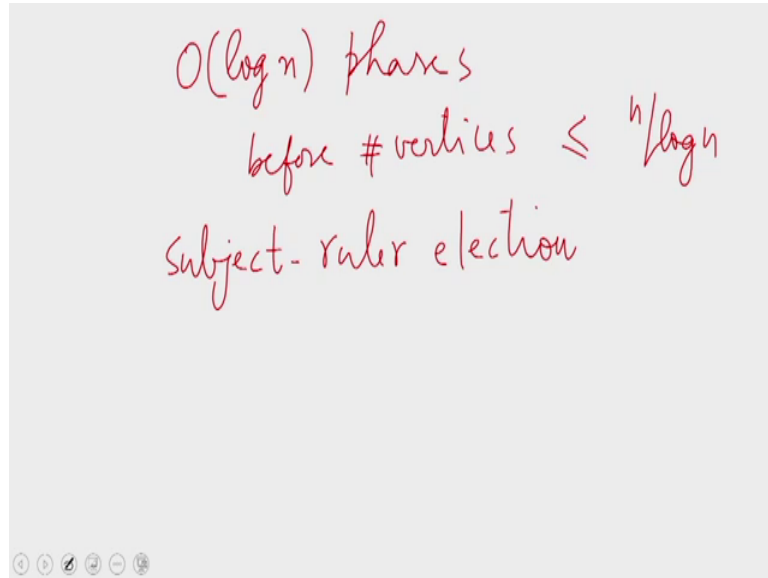 O(log n) phases
before # vertices ≤ n/log n
subject-ruler election